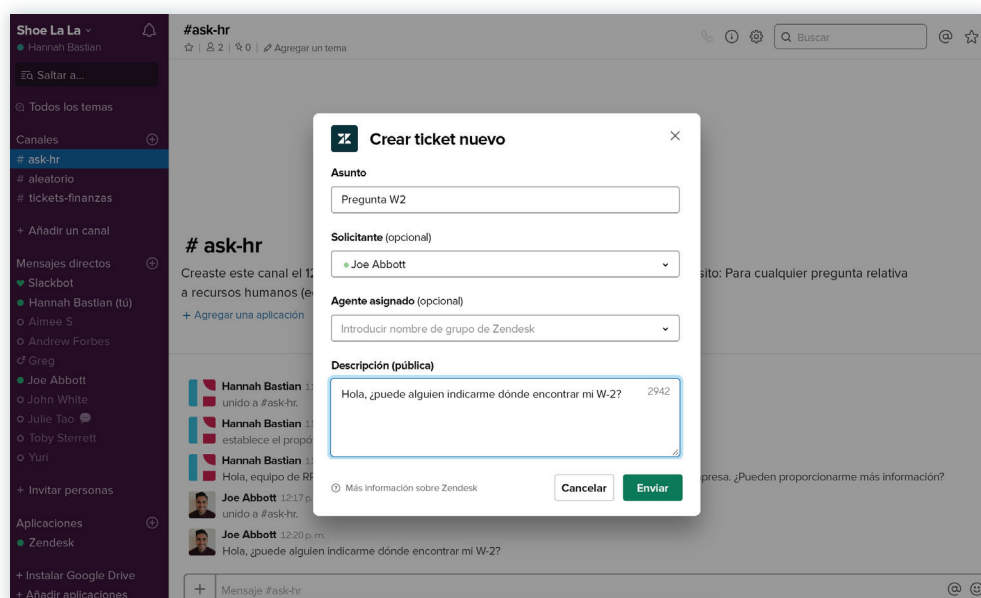 Shoe La La
Hannah Bastian
Saltar a...
Todos los temas
Canales
# ask-hr
# aleatorio
# tickets-finanzas
+ Añadir un canal
Mensajes directos
Slackbot
Hannah Bastian (tú)
Aimee S
Andrew Forbes
Greg
Joe Abbott
John White
Julie Tao
Toby Sterrett
Yuri
+ Invitar personas
Aplicaciones
Zendesk
+ Instalar Google Drive
+ Añadir aplicaciones
#ask-hr
2 | 0 | Agregar un tema
Buscar
# ask-hr
Creaste este canal el 12
sito: Para cualquier pregunta relativa
a recursos humanos
+ Agregar una aplicación
Hannah Bastian
unido a #ask-hr.
Hannah Bastian
establece el propó
Hannah Bastian
Hola, equipo de
presa. ¿Pueden proporcionarme más información?
Joe Abbott 12:17 p.
unido a #ask-hr.
Joe Abbott 12:20 p. m.
Hola, ¿puede alguien indicarme dónde encontrar mi W-2?
Mensaje #ask-hr
Crear ticket nuevo
Asunto
Pregunta W2
Solicitante (opcional)
Joe Abbott
Agente asignado (opcional)
Introducir nombre de grupo de Zendesk
Descripción (pública)
Hola, ¿puede alguien indicarme dónde encontrar mi W-2?
2942
Más información sobre Zendesk
Cancelar
Enviar